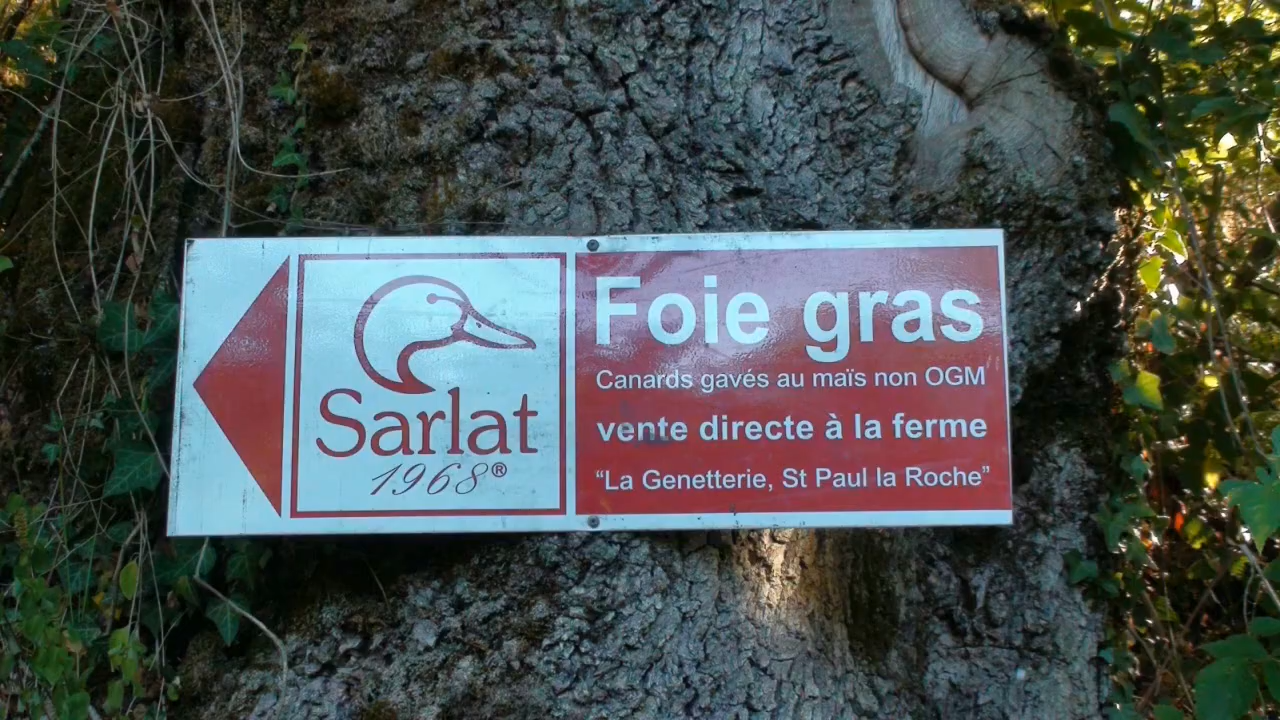 Sarlat
1968®
Foie gras
Canards gavés au maïs non OGM
vente directe à la ferme
“La Genetterie, St Paul la Roche”